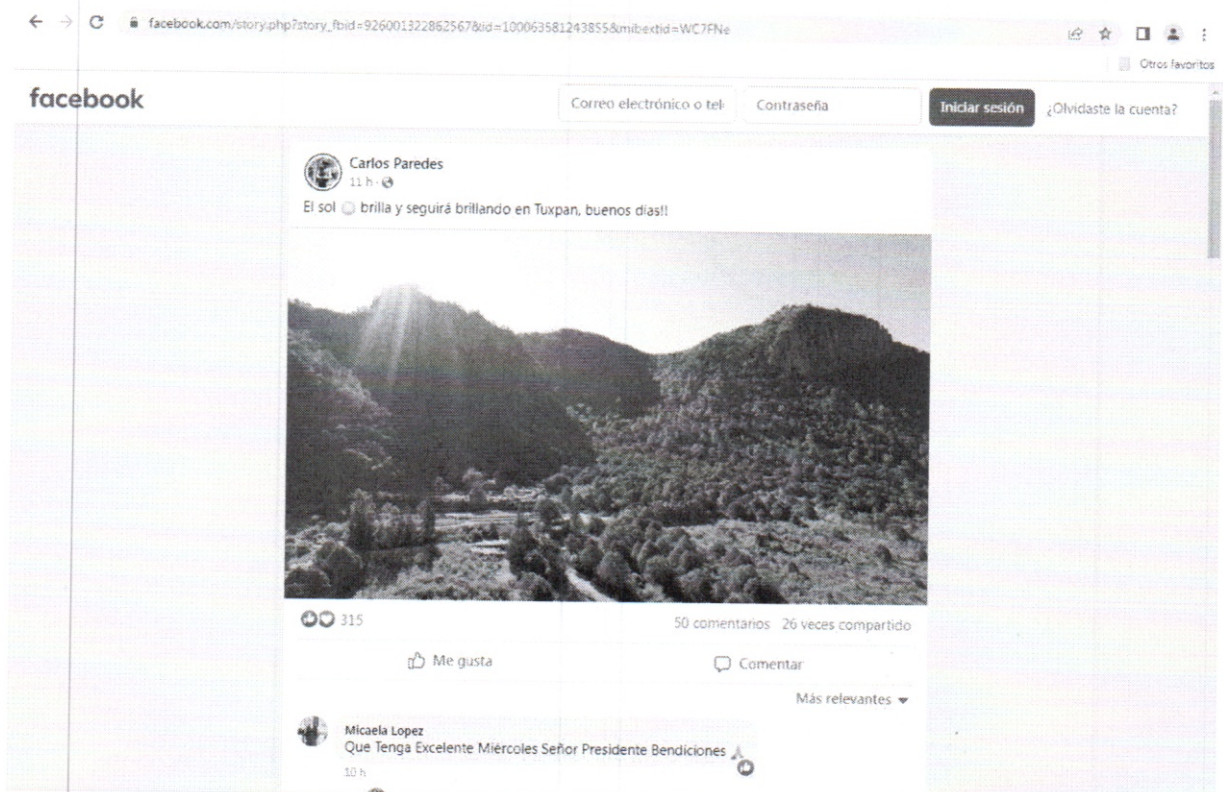 facebook.com/story.php?story_fbid=926001322862567&id=100063581243855&mibextid=WC7FNe
Otros favoritos
facebook
Correo electrónico o tel
Contraseña
Iniciar sesión
¿Olvidaste la cuenta?
Carlos Paredes
11 h
El sol brilla y seguirá brillando en Tuxpan, buenos días!!
315
50 comentarios 26 veces compartido
Me gusta
Comentar
Más relevantes
Micaela Lopez
Que Tenga Excelente Miércoles Señor Presidente Bendiciones
10 h